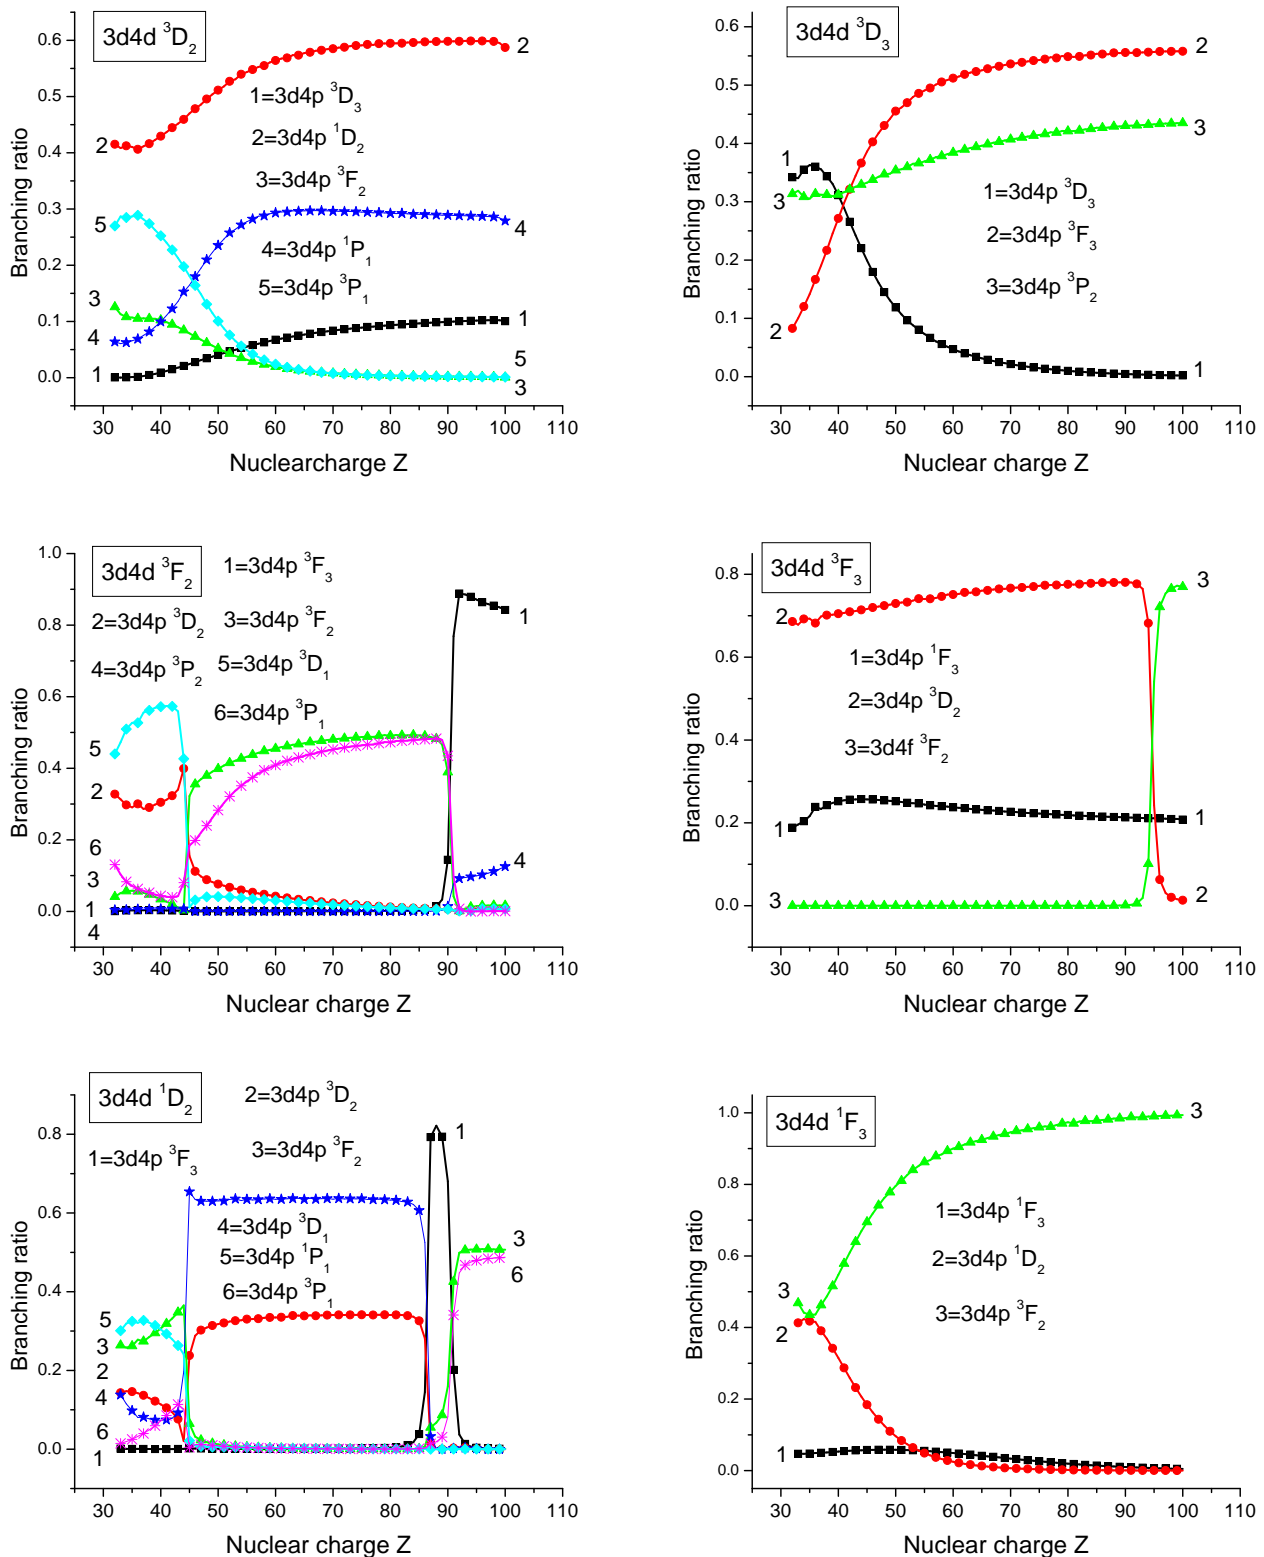 3d4d ³D₂
0.6
0.5
0.4
0.3
0.2
0.1
0.0
Branching ratio
1=3d4p ³D₃
2=3d4p ¹D₂
3=3d4p ³F₂
4=3d4p ¹P₁
5=3d4p ³P₁
2
5
3
4
1
2
4
1
5
3
30 40 50 60 70 80 90 100 110
Nuclearcharge Z
3d4d ³D₃
0.6
0.5
0.4
0.3
0.2
0.1
0.0
Branching ratio
1=3d4p ³D₃
2=3d4p ³F₃
3=3d4p ³P₂
1
3
2
2
3
1
30 40 50 60 70 80 90 100 110
Nuclear charge Z
3d4d ³F₂
1=3d4p ³F₃
2=3d4p ³D₂
3=3d4p ³F₂
4=3d4p ³P₂
5=3d4p ³D₁
6=3d4p ³P₁
1.0
0.8
0.6
0.4
0.2
0.0
Branching ratio
5
2
6
3
1
4
1
4
30 40 50 60 70 80 90 100 110
Nuclear charge Z
3d4d ³F₃
0.8
0.6
0.4
0.2
0.0
Branching ratio
1=3d4p ¹F₃
2=3d4p ³D₂
3=3d4f ³F₂
2
1
3
3
1
2
30 40 50 60 70 80 90 100 110
Nuclear charge Z
3d4d ¹D₂
2=3d4p ³D₂
1=3d4p ³F₃
3=3d4p ³F₂
4=3d4p ³D₁
5=3d4p ¹P₁
6=3d4p ³P₁
0.8
0.6
0.4
0.2
0.0
Branching ratio
5
3
2
4
6
1
1
3
6
30 40 50 60 70 80 90 100 110
Nuclear charge Z
3d4d ¹F₃
1.0
0.8
0.6
0.4
0.2
0.0
Branching ratio
1=3d4p ¹F₃
2=3d4p ¹D₂
3=3d4p ³F₂
3
2
1
3
30 40 50 60 70 80 90 100 110
Nuclear charge Z